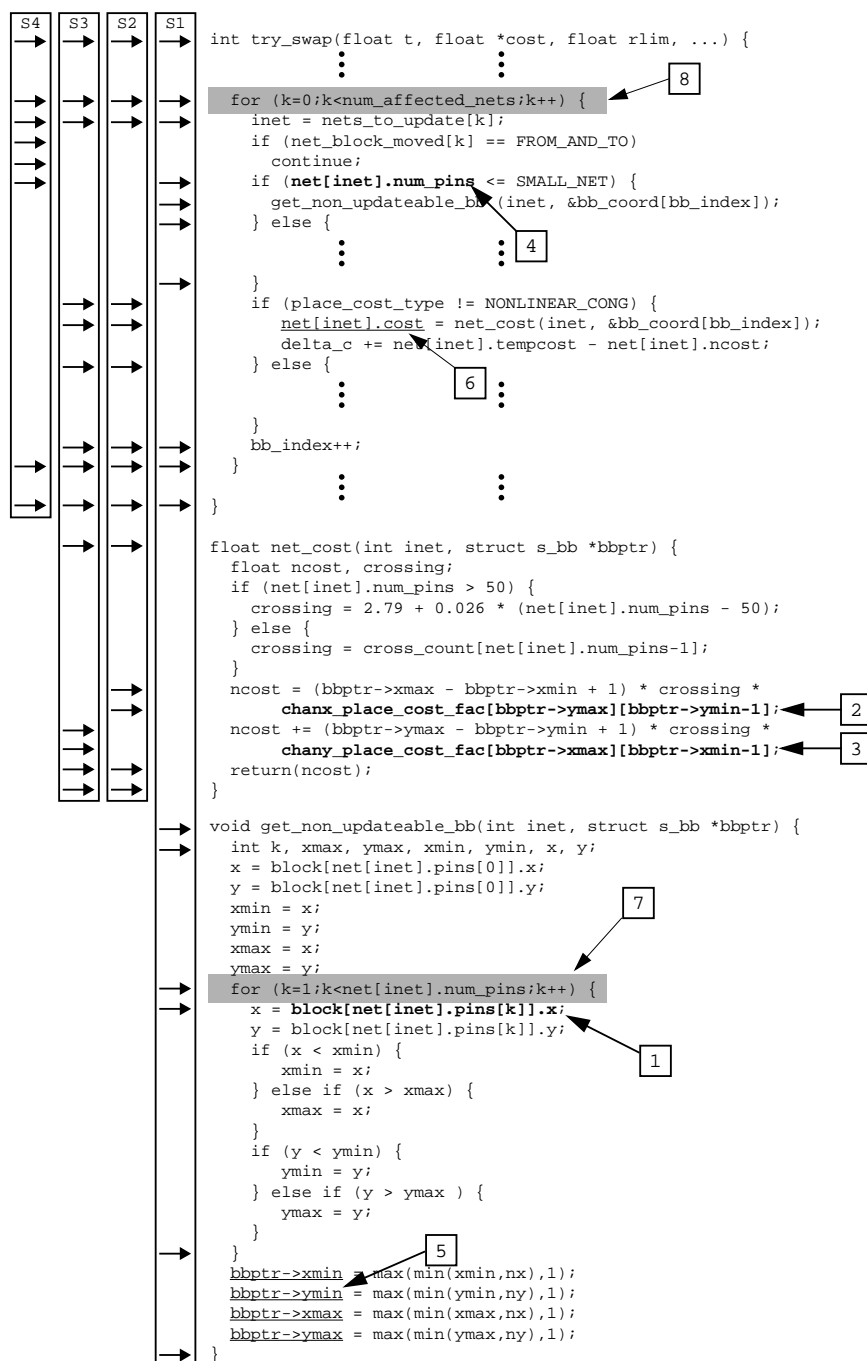 S4 S3 S2 S1
int try_swap(float t, float *cost, float rlim, ...) {
8
for (k=0;k<num_affected_nets;k++) {
inet = nets_to_update[k];
if (net_block_moved[k] == FROM_AND_TO)
continue;
if (net[inet].num_pins <= SMALL_NET) {
get_non_updateable_bb (inet, &bb_coord[bb_index]);
} else {
4
}
if (place_cost_type != NONLINEAR_CONG) {
net[inet].cost = net_cost(inet, &bb_coord[bb_index]);
delta_c += net[inet].tempcost - net[inet].ncost;
} else {
6
}
bb_index++;
}
}
float net_cost(int inet, struct s_bb *bbptr) {
float ncost, crossing;
if (net[inet].num_pins > 50) {
crossing = 2.79 + 0.026 * (net[inet].num_pins - 50);
} else {
crossing = cross_count[net[inet].num_pins-1];
}
ncost = (bbptr->xmax - bbptr->xmin + 1) * crossing *
chanx_place_cost_fac[bbptr->ymax][bbptr->ymin-1]; 2
ncost += (bbptr->ymax - bbptr->ymin + 1) * crossing *
chany_place_cost_fac[bbptr->xmax][bbptr->xmin-1]; 3
return(ncost);
}
void get_non_updateable_bb(int inet, struct s_bb *bbptr) {
int k, xmax, ymax, xmin, ymin, x, y;
x = block[net[inet].pins[0]].x;
y = block[net[inet].pins[0]].y;
xmin = x;
7
ymin = y;
xmax = x;
ymax = y;
for (k=1;k<net[inet].num_pins;k++) {
x = block[net[inet].pins[k]].x;
y = block[net[inet].pins[k]].y;
if (x < xmin) {
1
xmin = x;
} else if (x > xmax) {
xmax = x;
}
if (y < ymin) {
ymin = y;
} else if (y > ymax ) {
ymax = y;
}
}
5
bbptr->xmin = max(min(xmin,nx),1);
bbptr->ymin = max(min(ymin,ny),1);
bbptr->xmax = max(min(xmax,nx),1);
bbptr->ymax = max(min(ymax,ny),1);
}